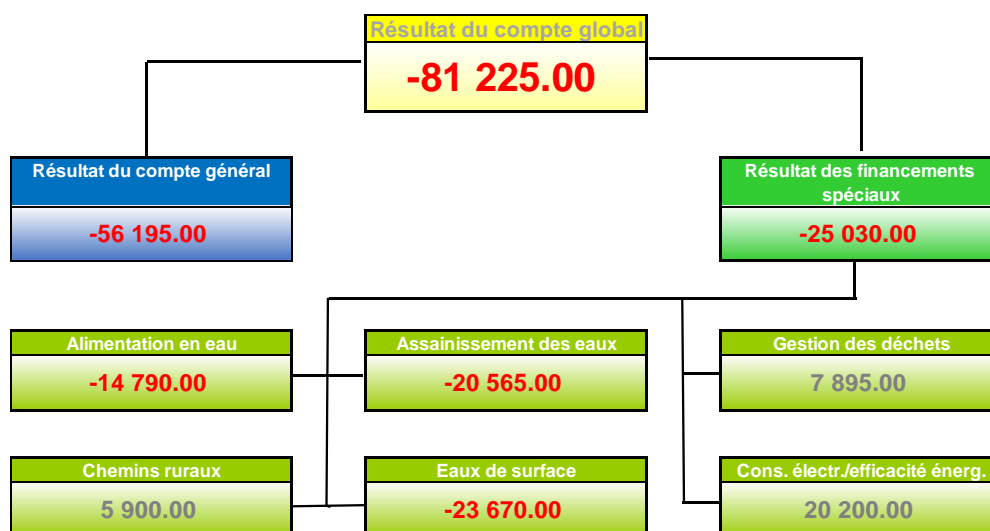 Résultat du compte global
-81 225.00
Résultat du compte général
-56 195.00
Résultat des financements
spéciaux
-25 030.00
Alimentation en eau
-14 790.00
Assainissement des eaux
-20 565.00
Gestion des déchets
7 895.00
Chemins ruraux
5 900.00
Eaux de surface
-23 670.00
Cons. électr./efficacité énerg.
20 200.00